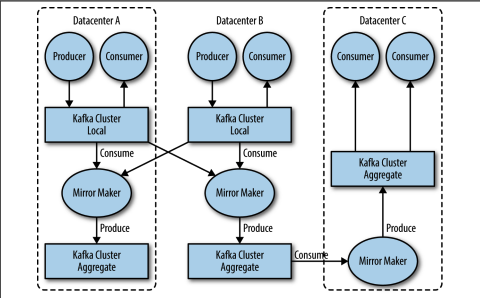 Datacenter A
Datacenter B
Datacenter C
Producer
Consumer
Producer
Consumer
Consumer
Consumer
Kafka Cluster
Local
Kafka Cluster
Local
Consume
Consume
Kafka Cluster
Aggregate
Mirror Maker
Mirror Maker
Produce
Produce
Produce
Kafka Cluster
Aggregate
Kafka Cluster
Aggregate
Consume
Mirror Maker